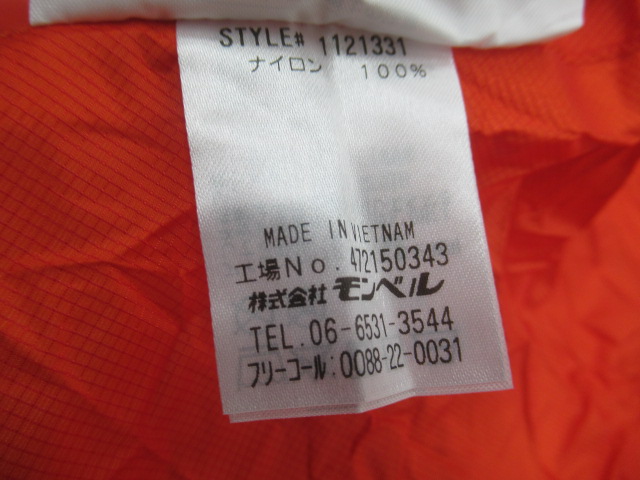 STYLE# 1121331
ナイロン 100%
MADE IN VIETNAM
工場No. 472150343
株式会社 モンベル
TEL. 06-6531-3544
フリーコール:0088-22-0031